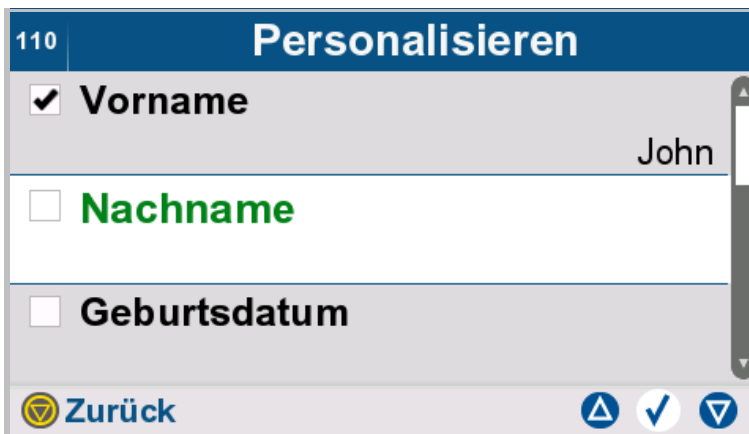 110 Personalisieren
Vorname
John
Nachname
Geburtsdatum
Zurück